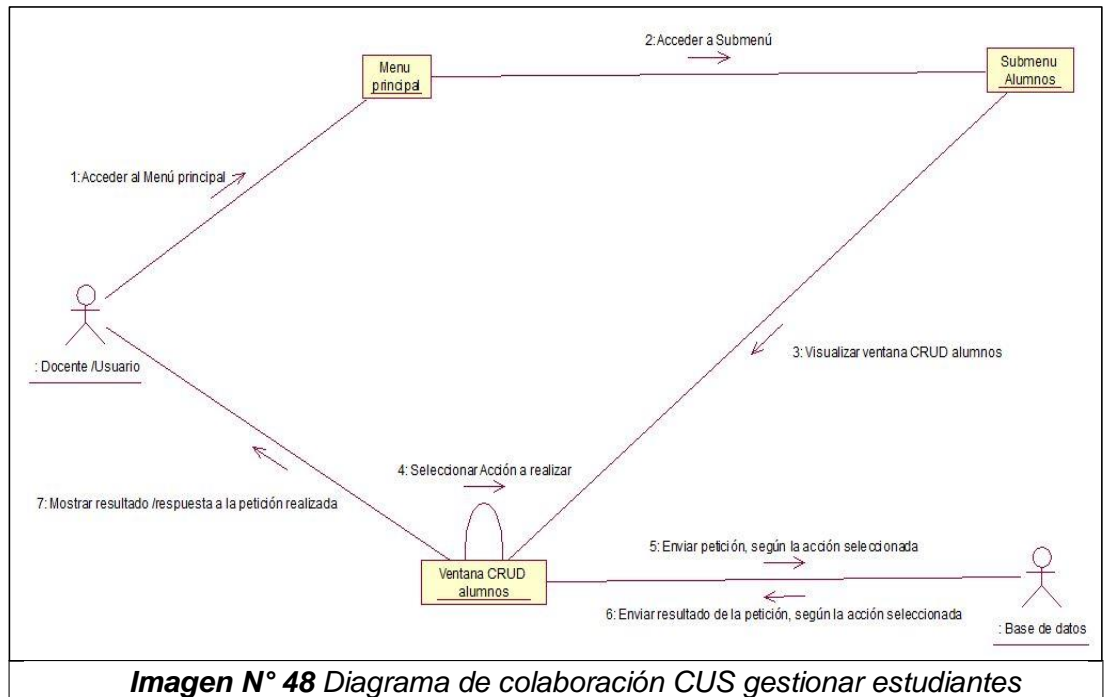 2: Acceder a Submenú
Menu
principal
Submenu
Alumnos
1: Acceder al Menú principal
: Docente /Usuario
3: Visualizar ventana CRUD alumnos
4: Seleccionar Acción a realizar
7: Mostrar resultado /respuesta a la petición realizada
5: Enviar petición, según la acción seleccionada
Ventana CRUD
alumnos
6: Enviar resultado de la petición, según la acción seleccionada
: Base de datos
Imagen N° 48 Diagrama de colaboración CUS gestionar estudiantes